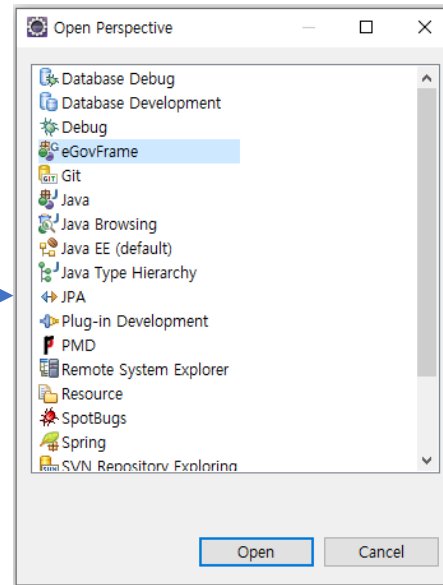 Open Perspective
Database Debug
Database Development
Debug
eGovFrame
Git
Java
Java Browsing
Java EE (default)
Java Type Hierarchy
JPA
Plug-in Development
PMD
Remote System Explorer
Resource
SpotBugs
Spring
SVN Repository Exploring
Open Cancel